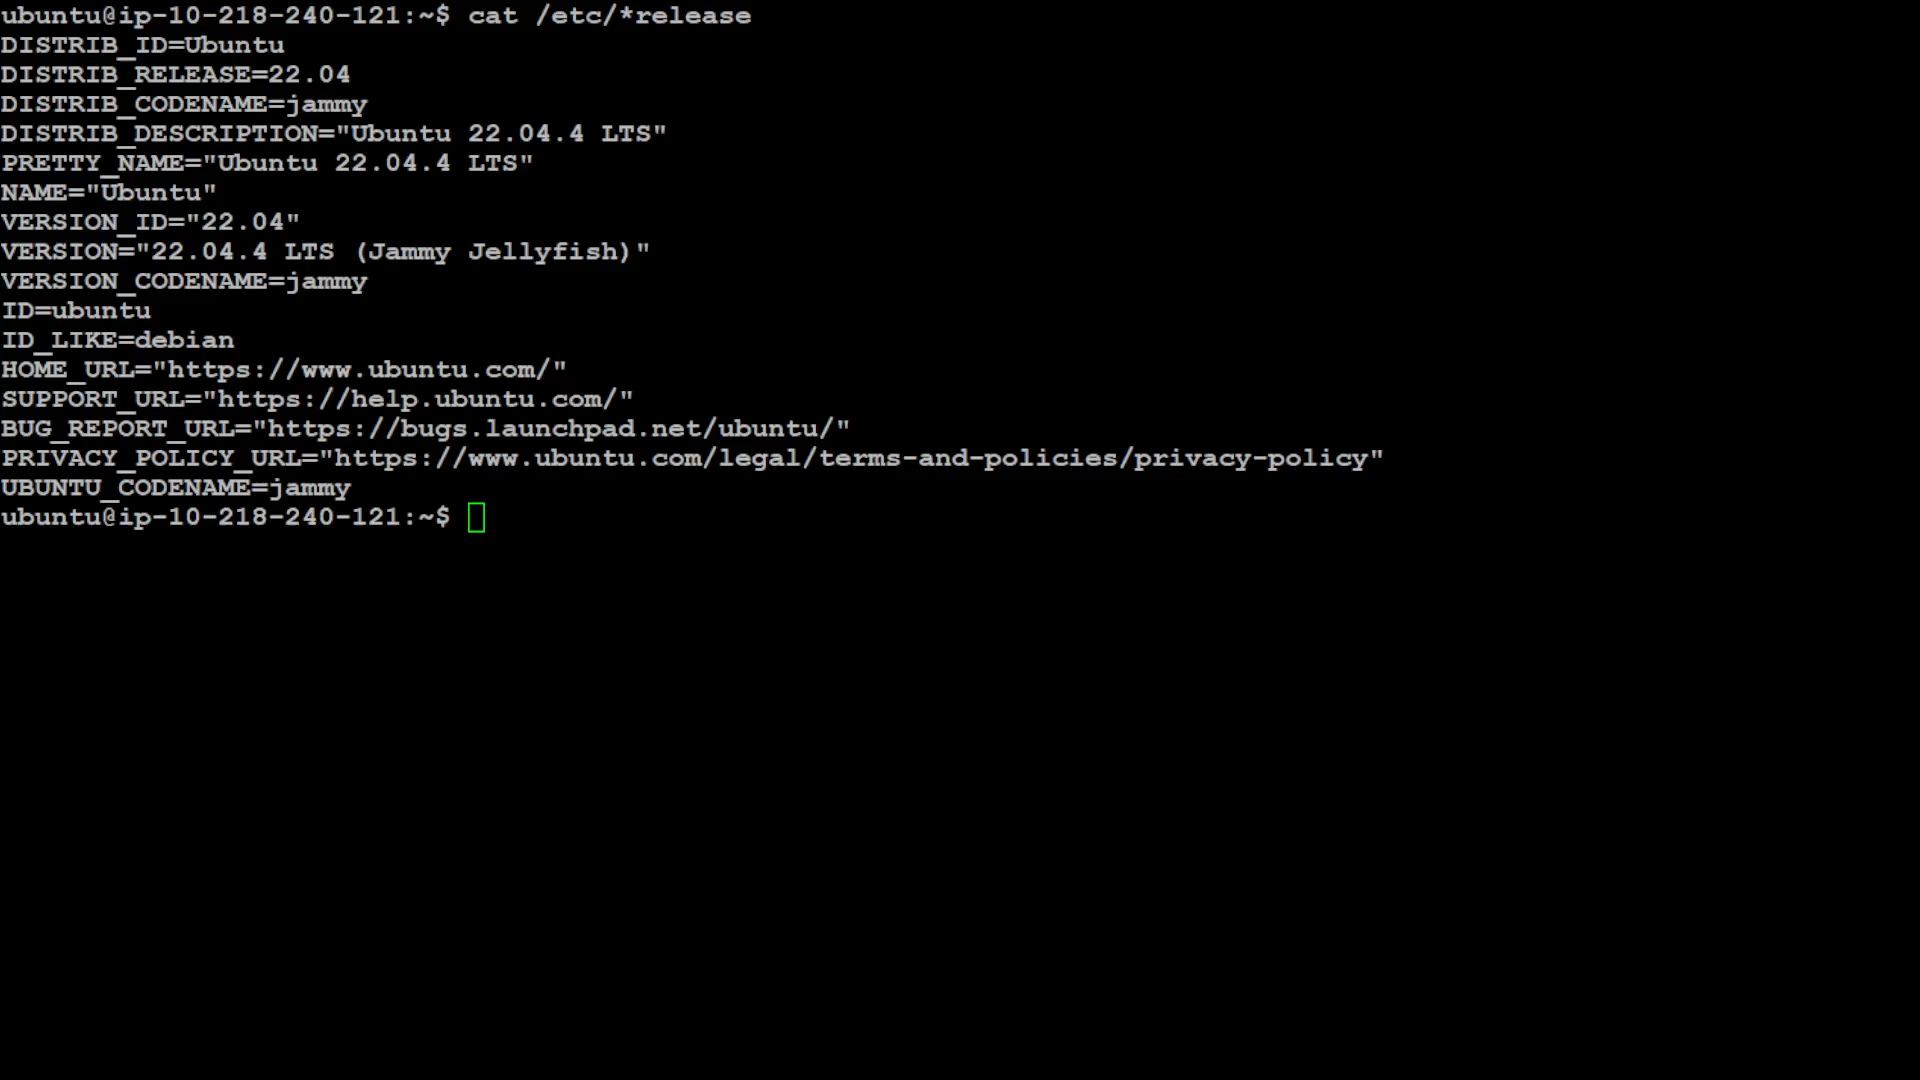 ubuntu@ip-10-218-240-121:~$ cat /etc/*release
DISTRIB_ID=Ubuntu
DISTRIB_RELEASE=22.04
DISTRIB_CODENAME=jammy
DISTRIB_DESCRIPTION="Ubuntu 22.04.4 LTS"
PRETTY_NAME="Ubuntu 22.04.4 LTS"
NAME="Ubuntu"
VERSION_ID="22.04"
VERSION="22.04.4 LTS (Jammy Jellyfish)"
VERSION_CODENAME=jammy
ID=ubuntu
ID_LIKE=debian
HOME_URL="https://www.ubuntu.com/"
SUPPORT_URL="https://help.ubuntu.com/"
BUG_REPORT_URL="https://bugs.launchpad.net/ubuntu/"
PRIVACY_POLICY_URL="https://www.ubuntu.com/legal/terms-and-policies/privacy-policy"
UBUNTU_CODENAME=jammy
ubuntu@ip-10-218-240-121:~$